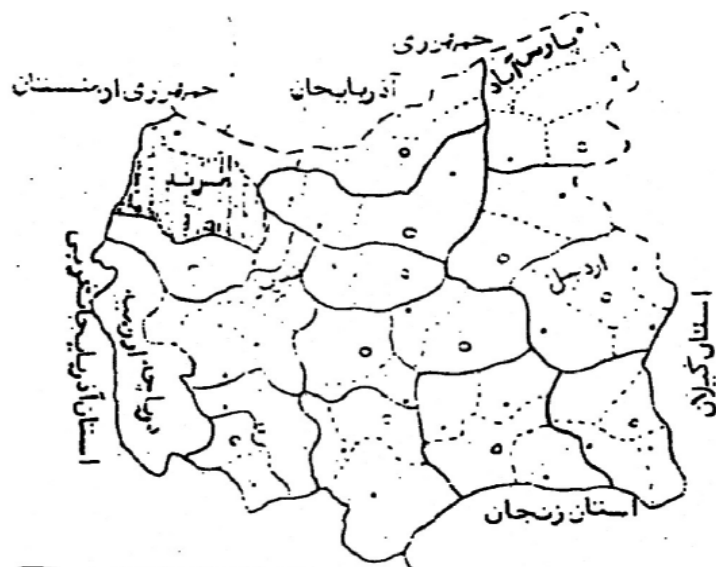 پارس‌آباد
جمهوری
آذربایجان
جمهوری ارمنستان
مرند
اردبیل
استان گیلان
دریاچه ارومیه
استان آذربایجان‌غربی
استان زنجان